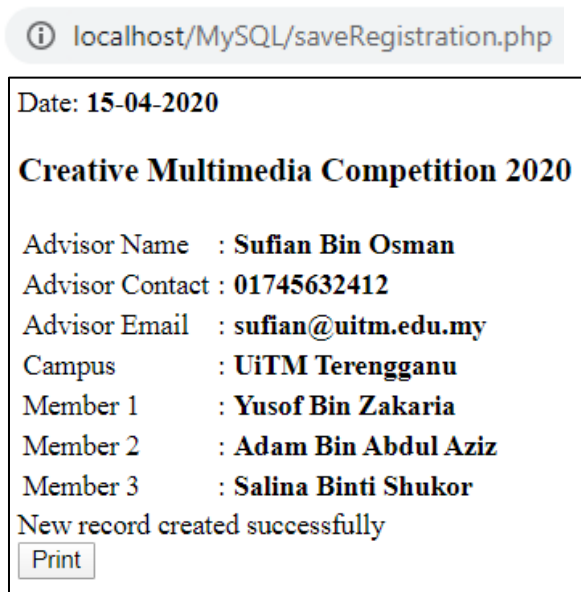 localhost/MySQL/saveRegistration.php
Date: 15-04-2020
Creative Multimedia Competition 2020
Advisor Name : Sufian Bin Osman
Advisor Contact : 01745632412
Advisor Email : sufian@uitm.edu.my
Campus : UiTM Terengganu
Member 1 : Yusof Bin Zakaria
Member 2 : Adam Bin Abdul Aziz
Member 3 : Salina Binti Shukor
New record created successfully
Print